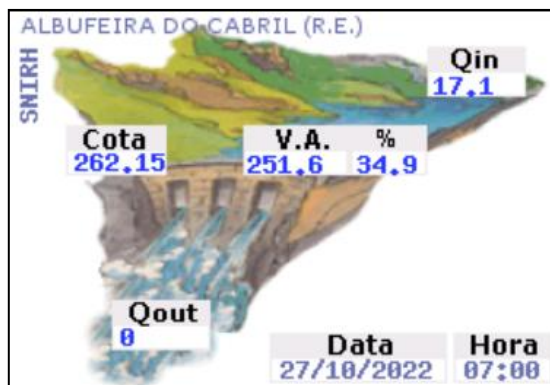 ALBUFEIRA DO CABRIL (R.E.)
SNIRH
Qin
17.1
Cota V.A. %
262.15 251.6 34.9
Qout
0
Data Hora
27/10/2022 07:00